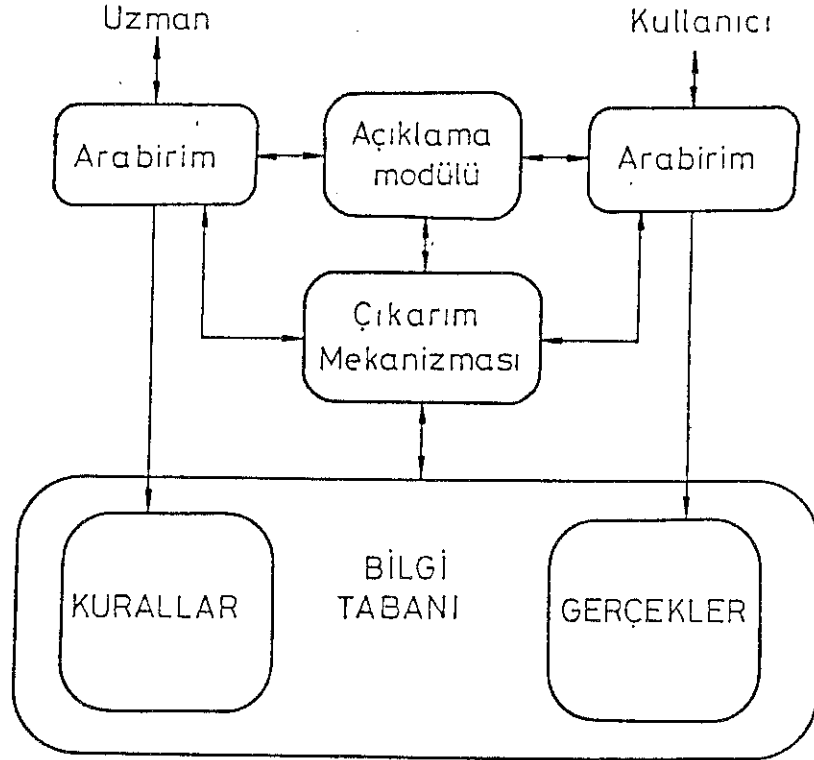 Uzman
Kullanıcı
Arabirim
Açıklama
modülü
Arabirim
Çıkarım
Mekanizması
BİLGİ
TABANI
KURALLAR
GERÇEKLER